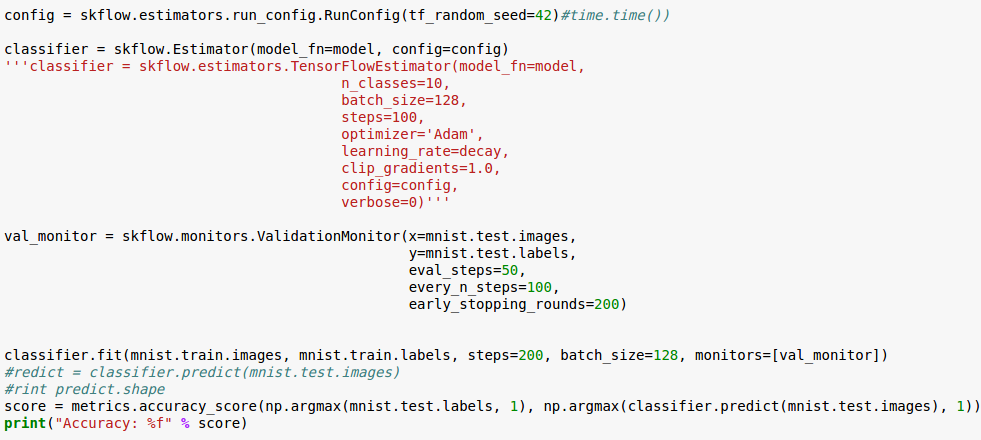 config = skflow.estimators.run_config.RunConfig(tf_random_seed=42)#time.time())
classifier = skflow.Estimator(model_fn=model, config=config)
'''classifier = skflow.estimators.TensorFlowEstimator(model_fn=model,
n_classes=10,
batch_size=128,
steps=100,
optimizer='Adam',
learning_rate=decay,
clip_gradients=1.0,
config=config,
verbose=0)'''
val_monitor = skflow.monitors.ValidationMonitor(x=mnist.test.images,
y=mnist.test.labels,
eval_steps=50,
every_n_steps=100,
early_stopping_rounds=200)
classifier.fit(mnist.train.images, mnist.train.labels, steps=200, batch_size=128, monitors=[val_monitor])
#redict = classifier.predict(mnist.test.images)
#rint predict.shape
score = metrics.accuracy_score(np.argmax(mnist.test.labels, 1), np.argmax(classifier.predict(mnist.test.images), 1))
print("Accuracy: %f" % score)